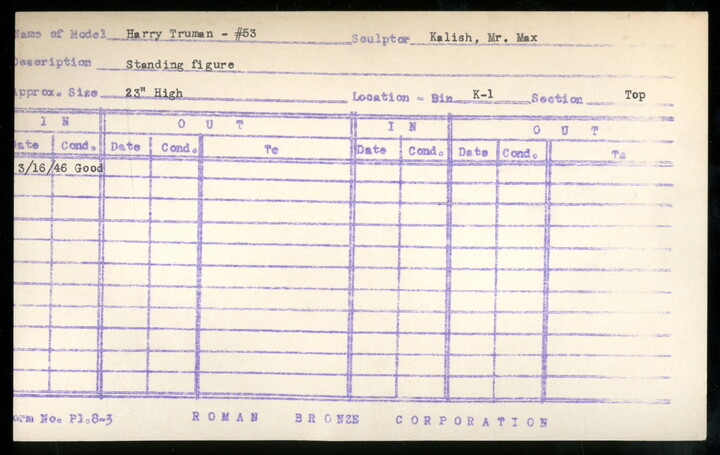 Name of Model Harry Truman - #53 Sculptor Kalish, Mr. Max
Description Standing figure
Approx. Size 23" High Location - Bin K-1 Section Top
I N O U T I N O U T
Date Cond. Date Cond. To Date Cond. Date Cond. To
3/16/46 Good
Form No. P1.8-3 ROMAN BRONZE CORPORATION